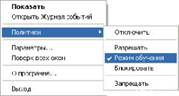 Показать
Открыть Журнал событий
Политики
Параметры...
Поверх всех окон
О программе...
Выход
Отключить
Разрешать
Режим обучения
Блокировать
Запрещать